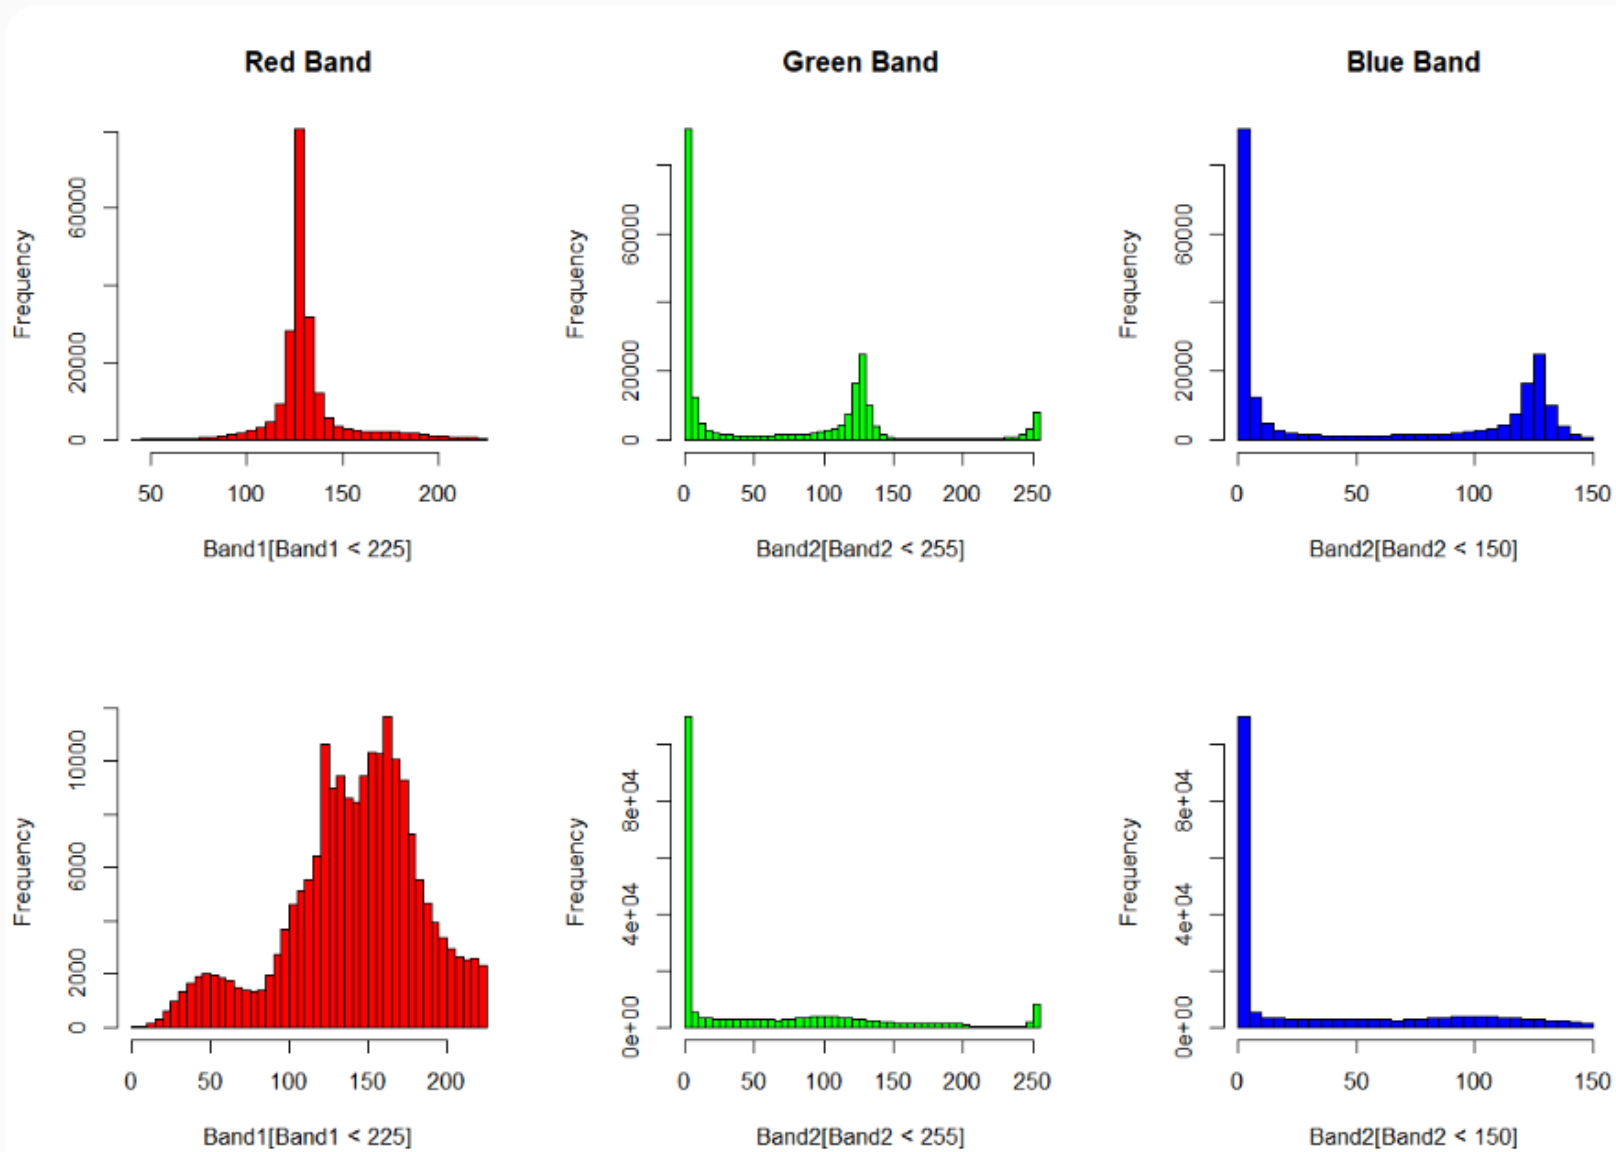 Red Band
Green Band
Blue Band
Frequency
60000
20000
0
50 100 150 200
Band1[Band1 < 225]
Frequency
60000
20000
0
0 50 100 150 200 250
Band2[Band2 < 255]
Frequency
60000
20000
0
0 50 100 150
Band2[Band2 < 150]
Frequency
10000
6000
2000
0
0 50 100 150 200
Band1[Band1 < 225]
Frequency
8e+04
4e+04
0e+00
0 50 100 150 200 250
Band2[Band2 < 255]
Frequency
8e+04
4e+04
0e+00
0 50 100 150
Band2[Band2 < 150]